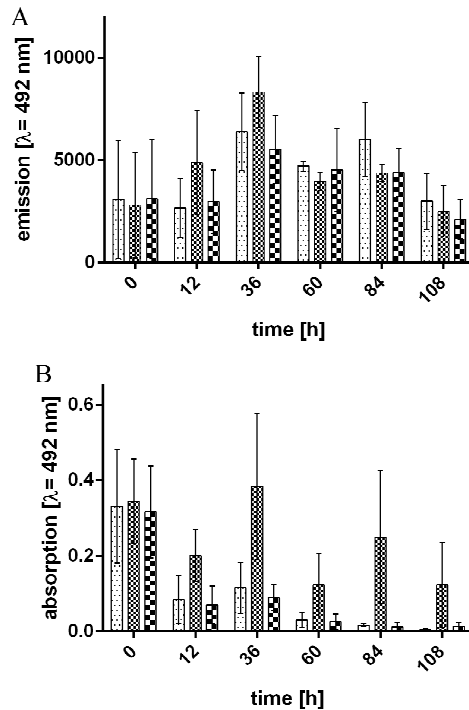 A
emission [λ= 492 nm]
10000
5000
0
0 12 36 60 84 108
time [h]
B
absorption [λ= 492 nm]
0.6
0.4
0.2
0.0
0 12 36 60 84 108
time [h]